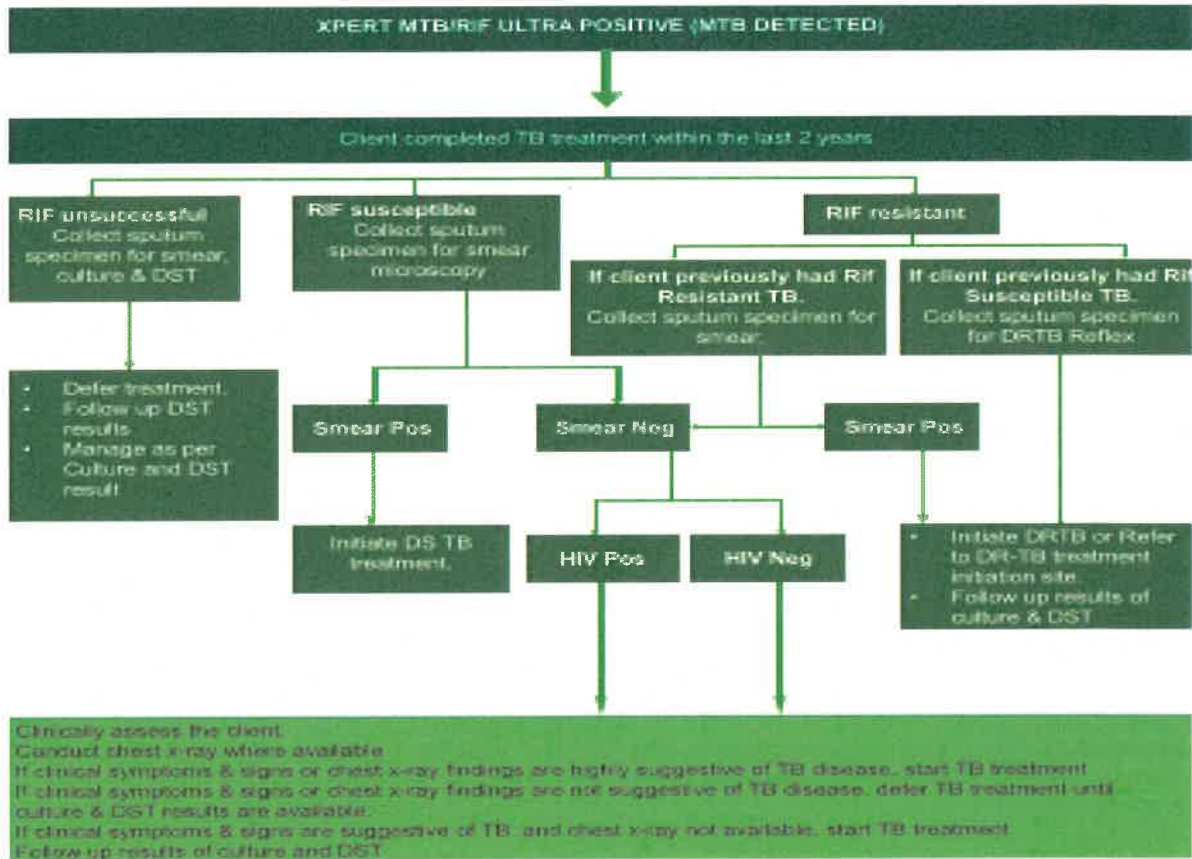 XPERT MTB/RIF ULTRA POSITIVE (MTB DETECTED)
Client completed TB treatment within the last 2 years
RIF unsuccessful
Collect sputum
specimen for smear,
culture & DST
RIF susceptible
Collect sputum
specimen for smear
microscopy
RIF resistant
If client previously had Rif
Resistant TB.
Collect sputum specimen for
smear.
If client previously had Rif
Susceptible TB.
Collect sputum specimen
for DRTB Reflex
• Defer treatment.
• Follow up DST
results
• Manage as per
Culture and DST
result
Smear Pos
Smear Neg
Smear Pos
Initiate DS TB
treatment.
HIV Pos
HIV Neg
• Initiate DRTB or Refer
to DR-TB treatment
initiation site.
• Follow up results of
culture & DST
Clinically assess the client
Conduct chest x-ray where available
If clinical symptoms & signs or chest x-ray findings are highly suggestive of TB disease, start TB treatment
If clinical symptoms & signs or chest x-ray findings are not suggestive of TB disease, defer TB treatment until
culture & DST results are available.
If clinical symptoms & signs are suggestive of TB and chest x-ray not available, start TB treatment
Follow up results of culture and DST